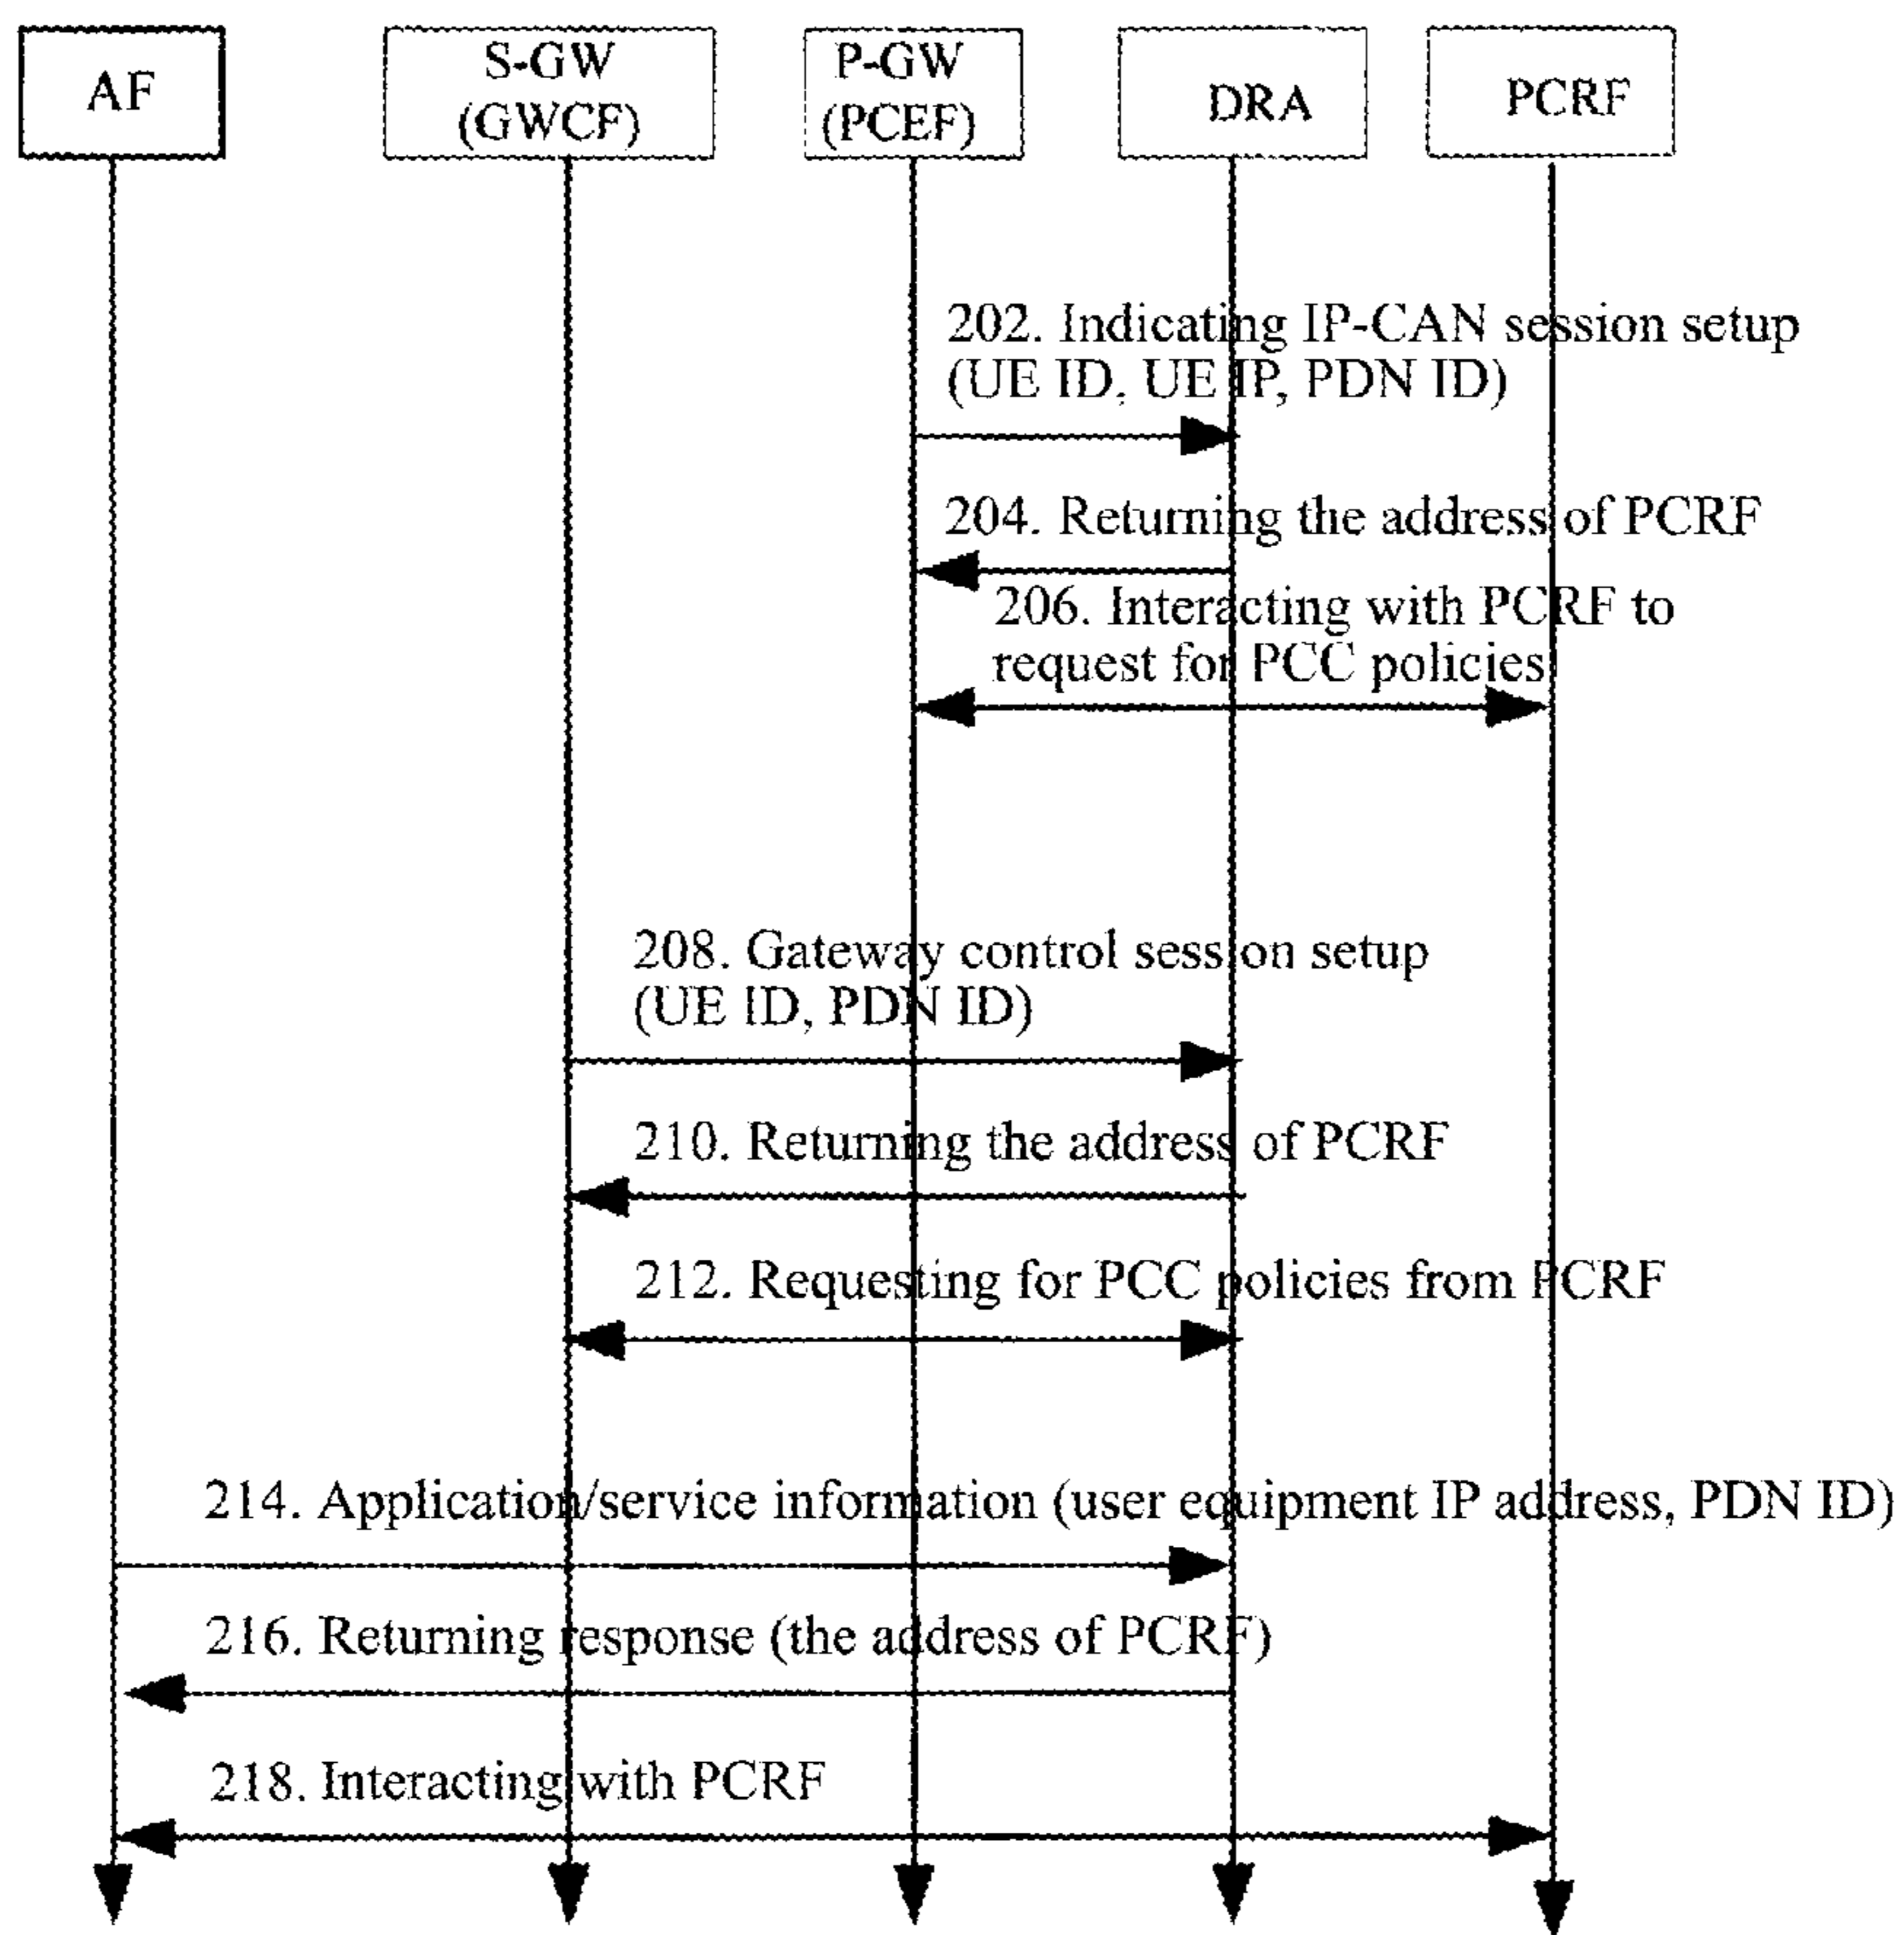 AF
S-GW
(GWCF)
P-GW
(PCEF)
DRA
PCRF
202. Indicating IP-CAN session setup
(UE ID, UE IP, PDN ID)
204. Returning the address of PCRF
206. Interacting with PCRF to
request for PCC policies
208. Gateway control session setup
(UE ID, PDN ID)
210. Returning the address of PCRF
212. Requesting for PCC policies from PCRF
214. Application/service information (user equipment IP address, PDN ID)
216. Returning response (the address of PCRF)
218. Interacting with PCRF